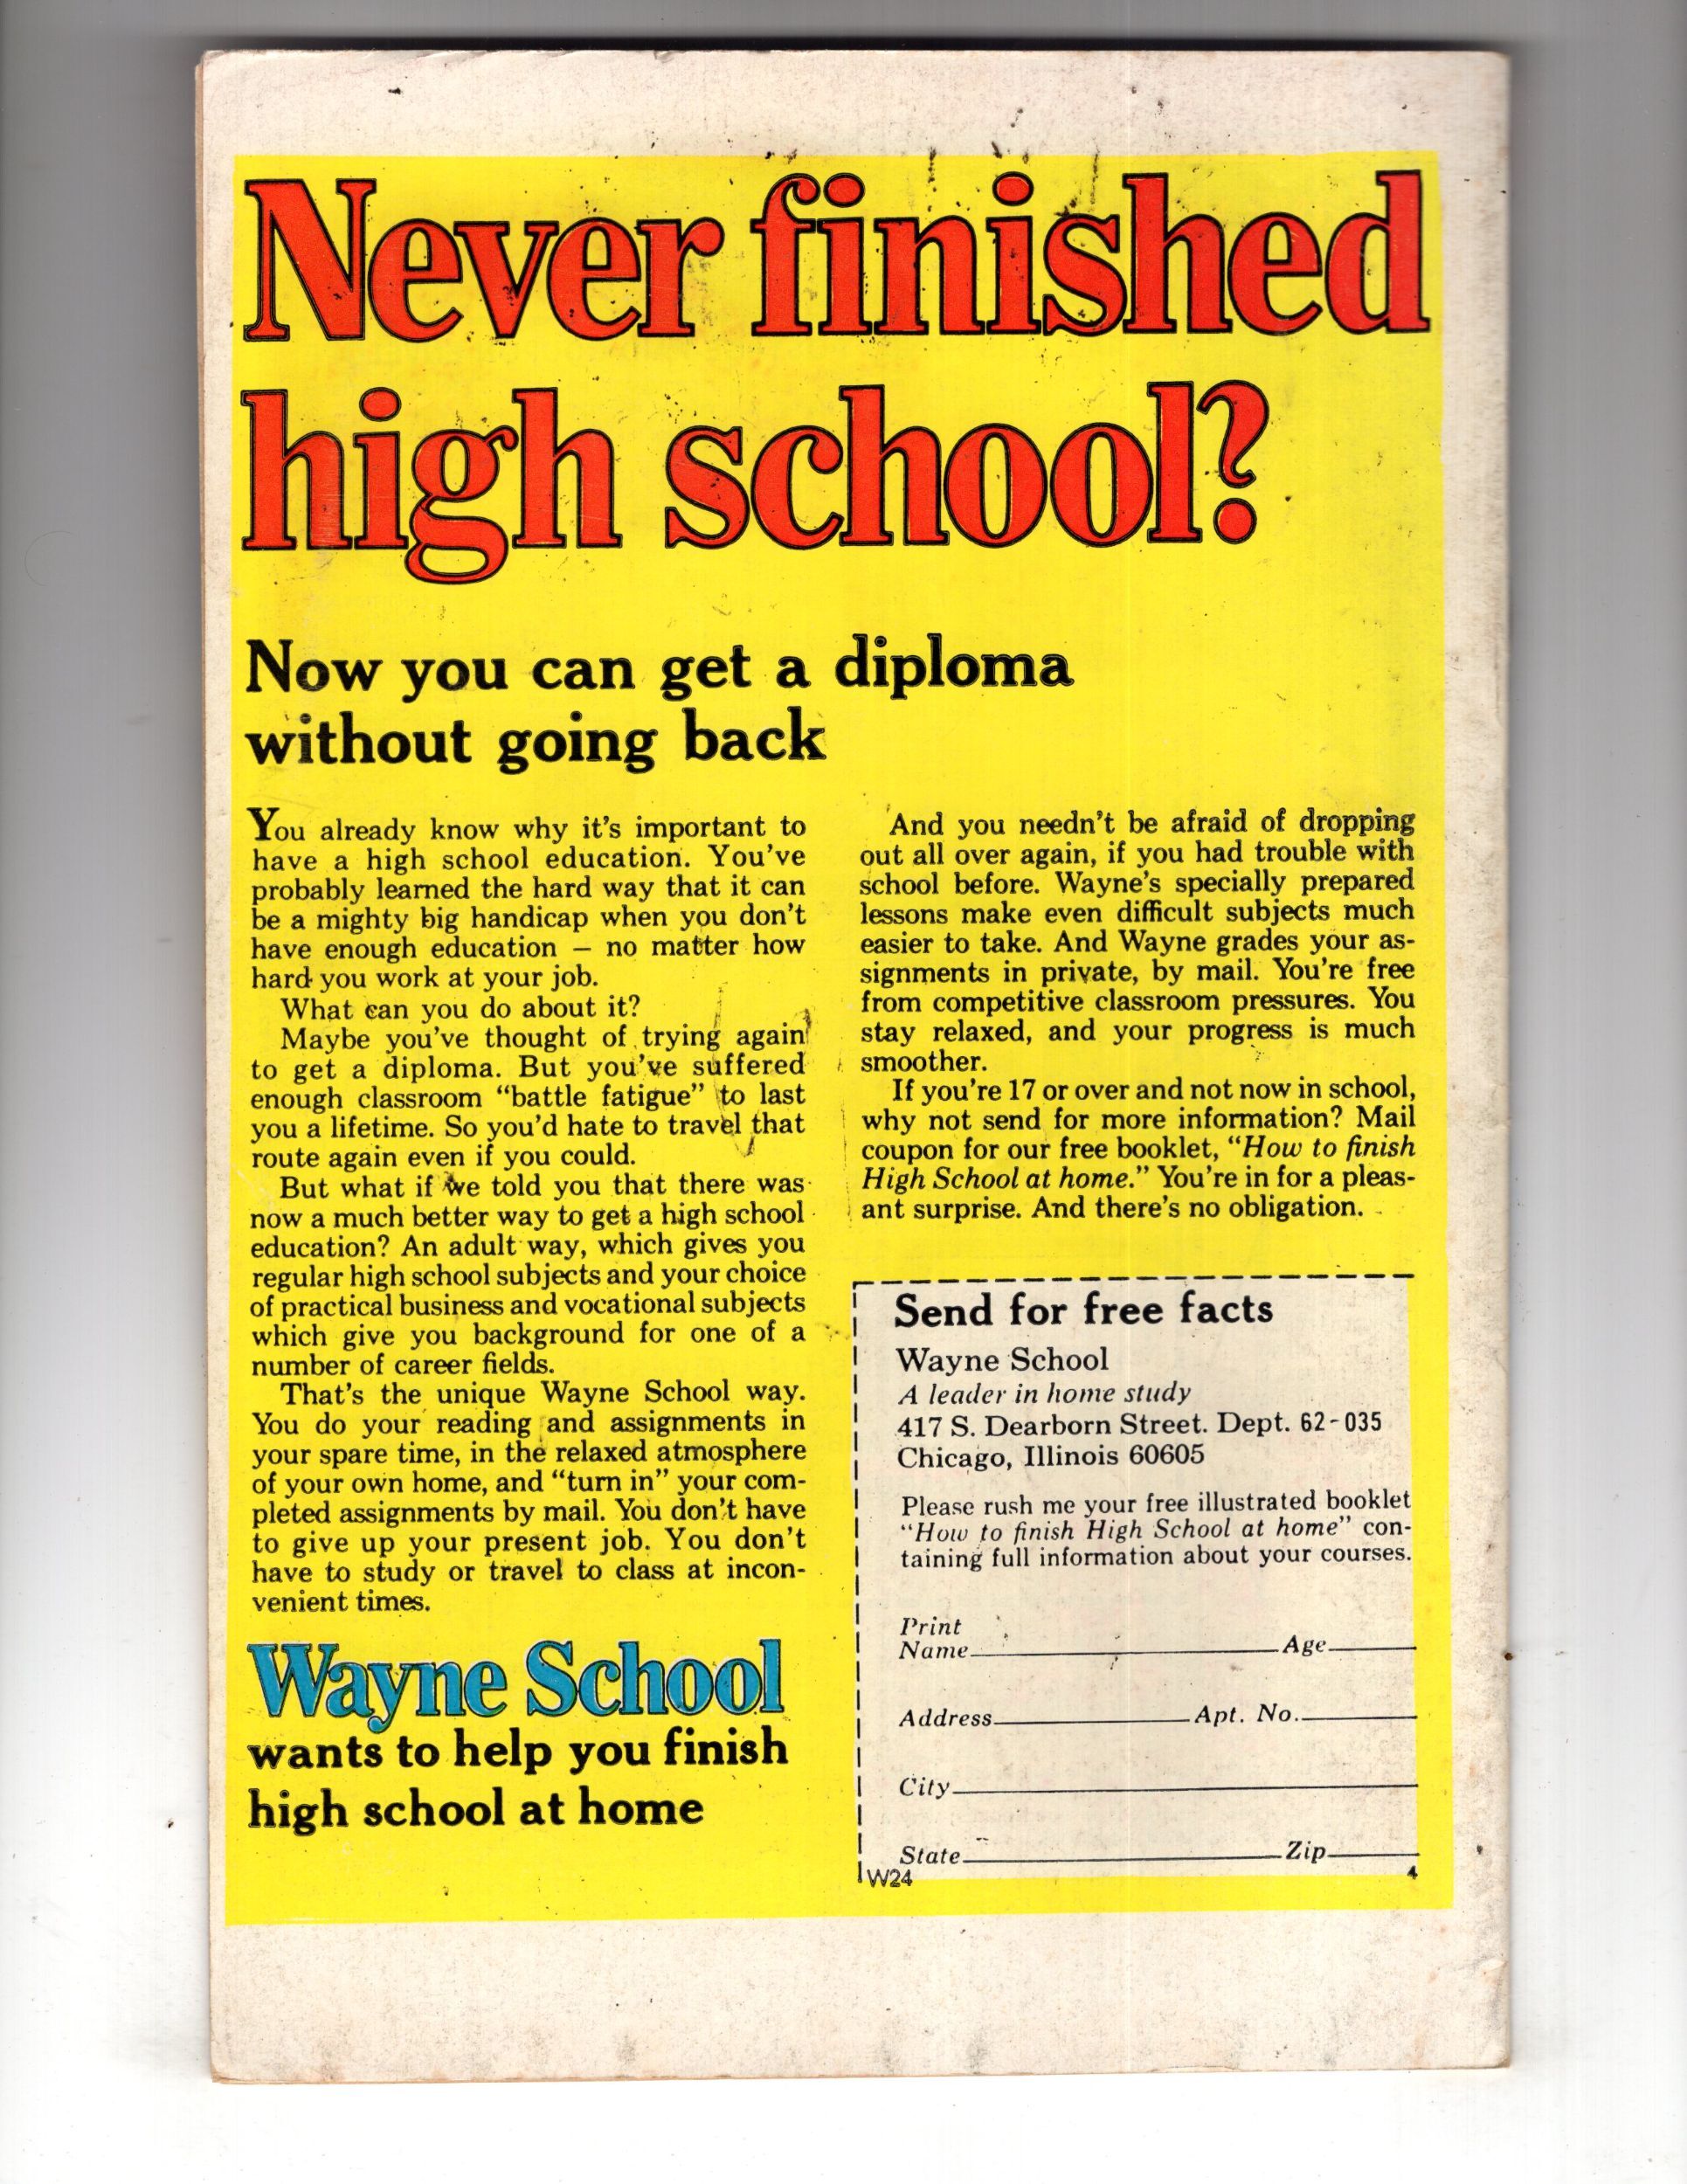 Never finished
high school?
Now you can get a diploma
without going back
You already know why it's important to
have a high school education. You've
probably learned the hard way that it can
be a mighty big handicap when you don't
have enough education – no matter how
hard you work at your job.
What can you do about it?
Maybe you've thought of trying again
to get a diploma. But you've suffered
enough classroom “battle fatigue” to last
you a lifetime. So you'd hate to travel that
route again even if you could.
But what if we told you that there was
now a much better way to get a high school
education? An adult way, which gives you
regular high school subjects and your choice
of practical business and vocational subjects
which give you background for one of a
number of career fields.
That's the unique Wayne School way.
You do your reading and assignments in
your spare time, in the relaxed atmosphere
of your own home, and “turn in” your com-
pleted assignments by mail. You don't have
to give up your present job. You don't
have to study or travel to class at incon-
venient times.
Wayne School
wants to help you finish
high school at home
And you needn't be afraid of dropping
out all over again, if you had trouble with
school before. Wayne's specially prepared
lessons make even difficult subjects much
easier to take. And Wayne grades your as-
signments in private, by mail. You're free
from competitive classroom pressures. You
stay relaxed, and your progress is much
smoother.
If you're 17 or over and not now in school,
why not send for more information? Mail
coupon for our free booklet, “How to finish
High School at home.” You're in for a pleas-
ant surprise. And there's no obligation.
Send for free facts
Wayne School
A leader in home study
417 S. Dearborn Street. Dept. 62-035
Chicago, Illinois 60605
Please rush me your free illustrated booklet
“How to finish High School at home” con-
taining full information about your courses.
Print
Name Age
Address Apt. No.
City
State Zip
W24 4